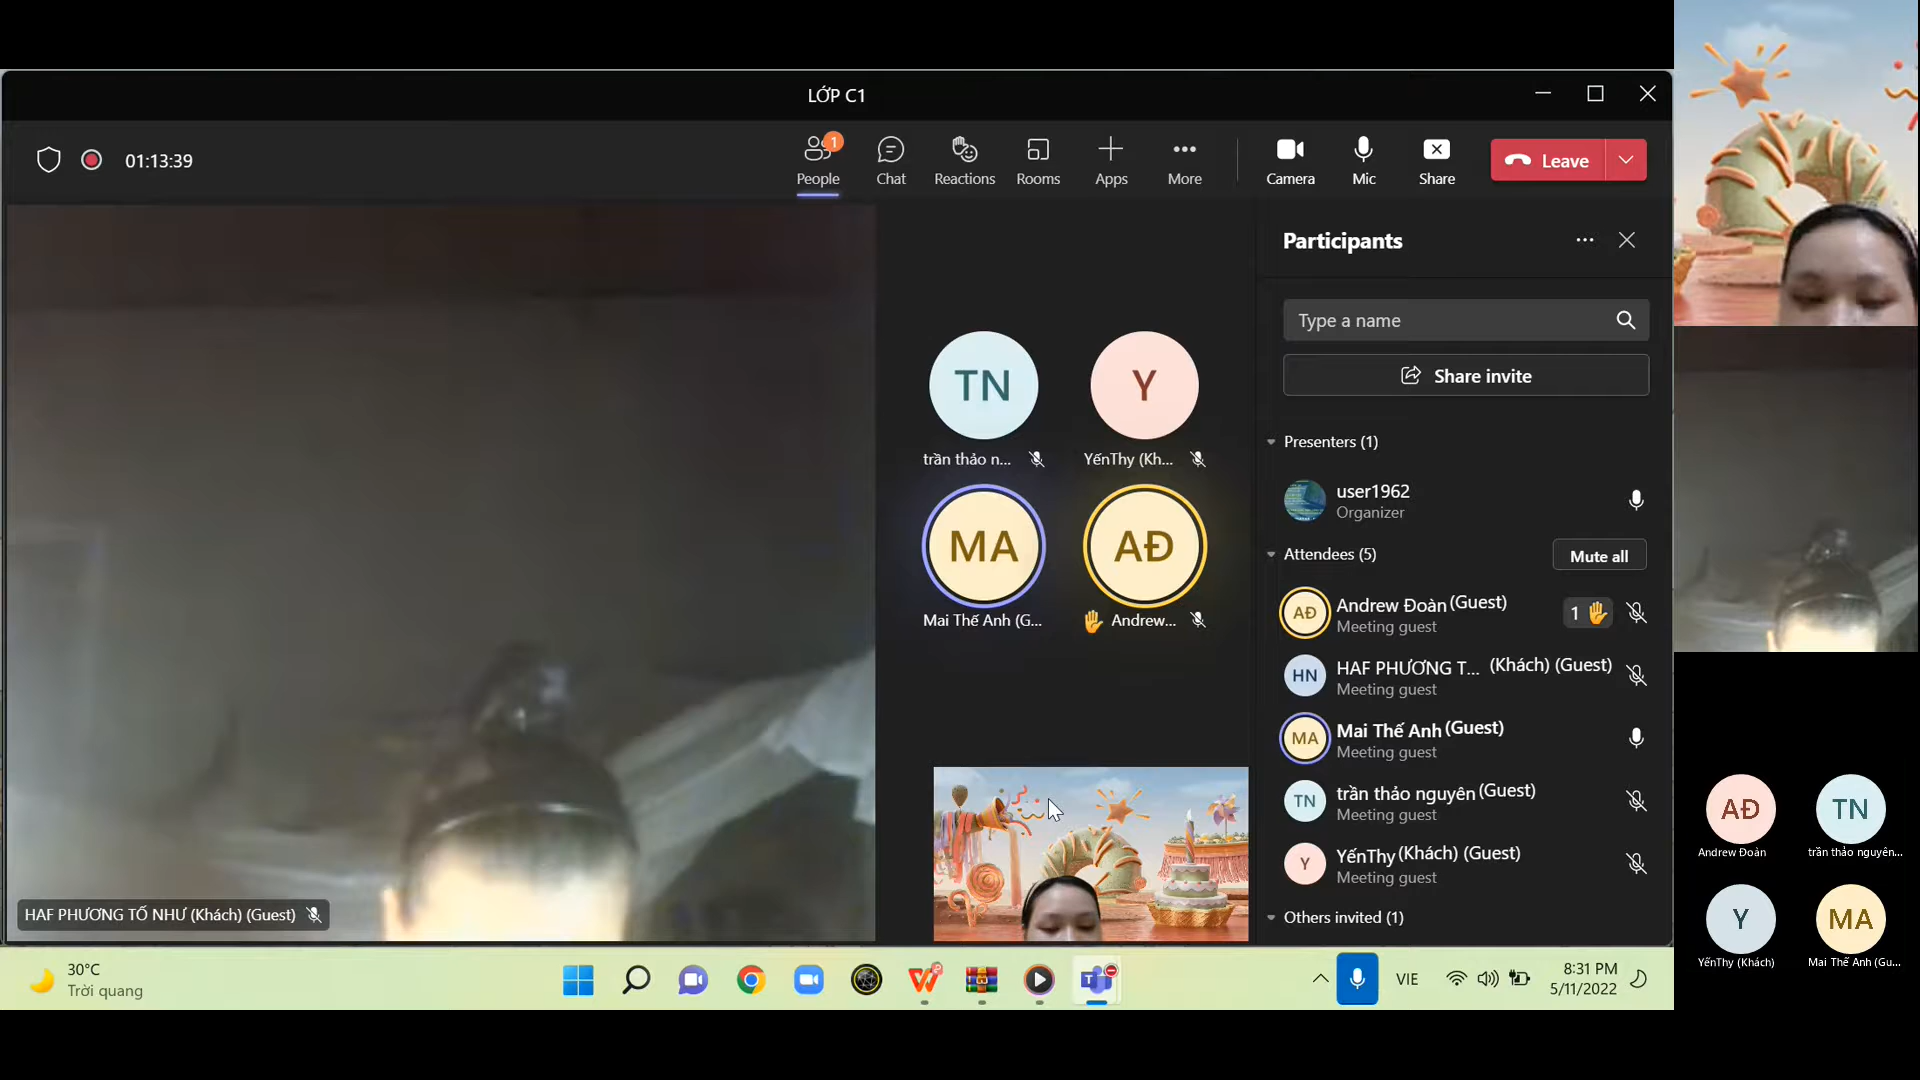 LỚP C1
01:13:39
1
People
Chat
Reactions
Rooms
Apps
More
Camera
Mic
Share
Leave
Participants
Type a name
Share invite
Presenters (1)
user1962
Organizer
Attendees (5)
Mute all
AĐ
Andrew Đoàn (Guest)
1
Meeting guest
HN
HAF PHƯƠNG T... (Khách) (Guest)
Meeting guest
MA
Mai Thế Anh (Guest)
Meeting guest
TN
trần thảo nguyên (Guest)
Meeting guest
Y
YếnThy (Khách) (Guest)
Meeting guest
Others invited (1)
TN
trần thảo n...
Y
YếnThy (Kh...
MA
Mai Thế Anh (G...
AĐ
Andrew...
HAF PHƯƠNG TỐ NHƯ (Khách) (Guest)
30°C
Trời quang
VIE
8:31 PM
5/11/2022
AĐ
Andrew Đoàn
TN
trần thảo nguyên...
Y
YếnThy (Khách)
MA
Mai Thế Anh (Gu...